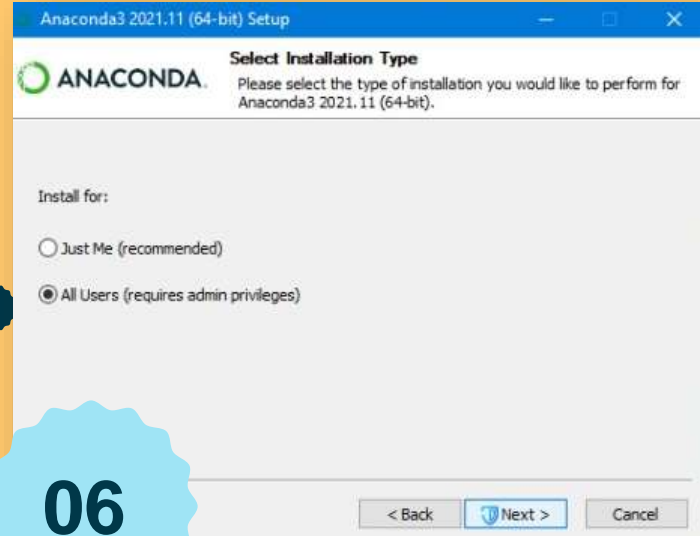 Anaconda3 2021.11 (64-bit) Setup
ANACONDA.
Select Installation Type
Please select the type of installation you would like to perform for
Anaconda3 2021.11 (64-bit).
Install for:
Just Me (recommended)
All Users (requires admin privileges)
06
< Back
Next >
Cancel